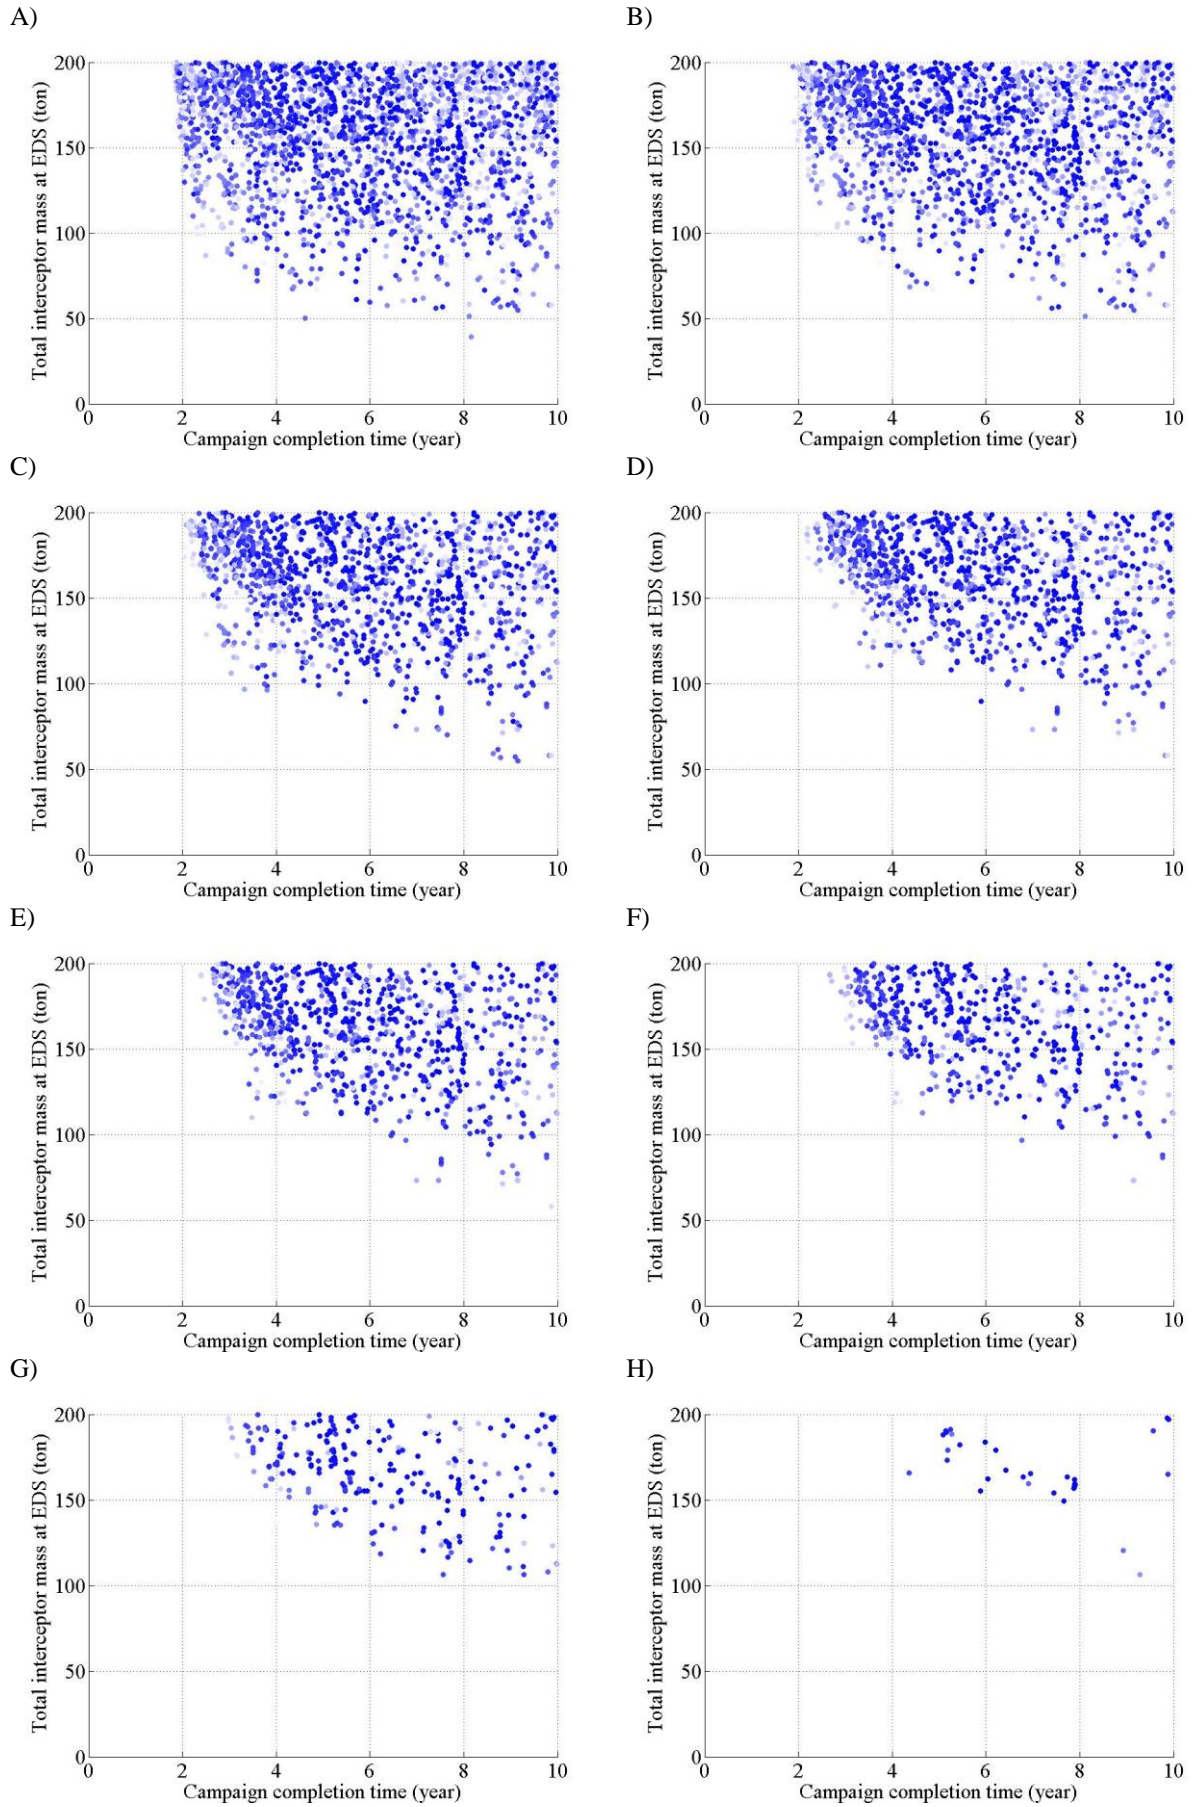 A)
B)
Total interceptor mass at EDS (ton)
200
150
100
50
0
0 2 4 6 8 10
Campaign completion time (year)
Total interceptor mass at EDS (ton)
200
150
100
50
0
0 2 4 6 8 10
Campaign completion time (year)
C)
D)
Total interceptor mass at EDS (ton)
200
150
100
50
0
0 2 4 6 8 10
Campaign completion time (year)
Total interceptor mass at EDS (ton)
200
150
100
50
0
0 2 4 6 8 10
Campaign completion time (year)
E)
F)
Total interceptor mass at EDS (ton)
200
150
100
50
0
0 2 4 6 8 10
Campaign completion time (year)
Total interceptor mass at EDS (ton)
200
150
100
50
0
0 2 4 6 8 10
Campaign completion time (year)
G)
H)
Total interceptor mass at EDS (ton)
200
150
100
50
0
0 2 4 6 8 10
Campaign completion time (year)
Total interceptor mass at EDS (ton)
200
150
100
50
0
0 2 4 6 8 10
Campaign completion time (year)